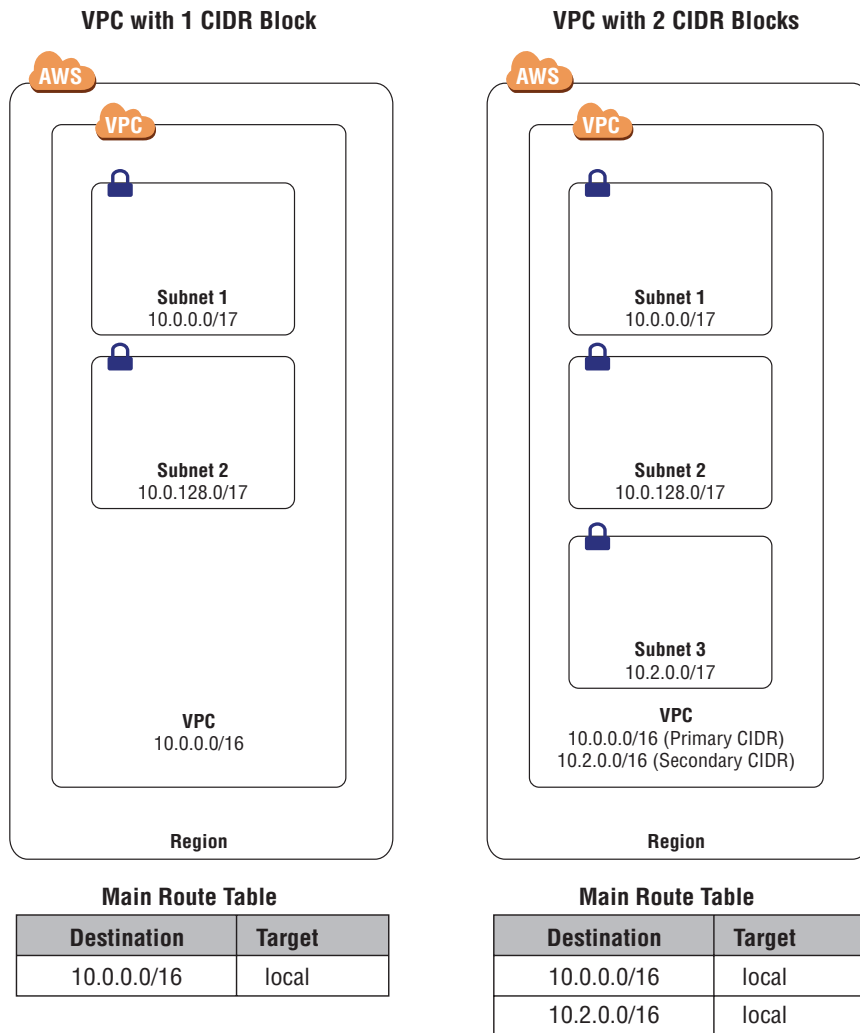 VPC with 1 CIDR Block
AWS
VPC
Subnet 1
10.0.0.0/17
Subnet 2
10.0.128.0/17
VPC
10.0.0.0/16
Region
Main Route Table
Destination Target
10.0.0.0/16 local
VPC with 2 CIDR Blocks
AWS
VPC
Subnet 1
10.0.0.0/17
Subnet 2
10.0.128.0/17
Subnet 3
10.2.0.0/17
VPC
10.0.0.0/16 (Primary CIDR)
10.2.0.0/16 (Secondary CIDR)
Region
Main Route Table
Destination Target
10.0.0.0/16 local
10.2.0.0/16 local